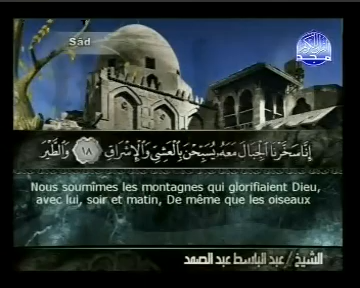 Sâd
إِنَّا سَخَّرْنَا الْجِبَالَ مَعَهُ يُسَبِّحْنَ بِالْعَشِيِّ وَالْإِشْرَاقِ ١٨ وَالطَّيْرَ
Nous soumîmes les montagnes qui glorifiaient Dieu,
avec lui, soir et matin, De même que les oiseaux
الشيخ / عبد الباسط عبد الصمد